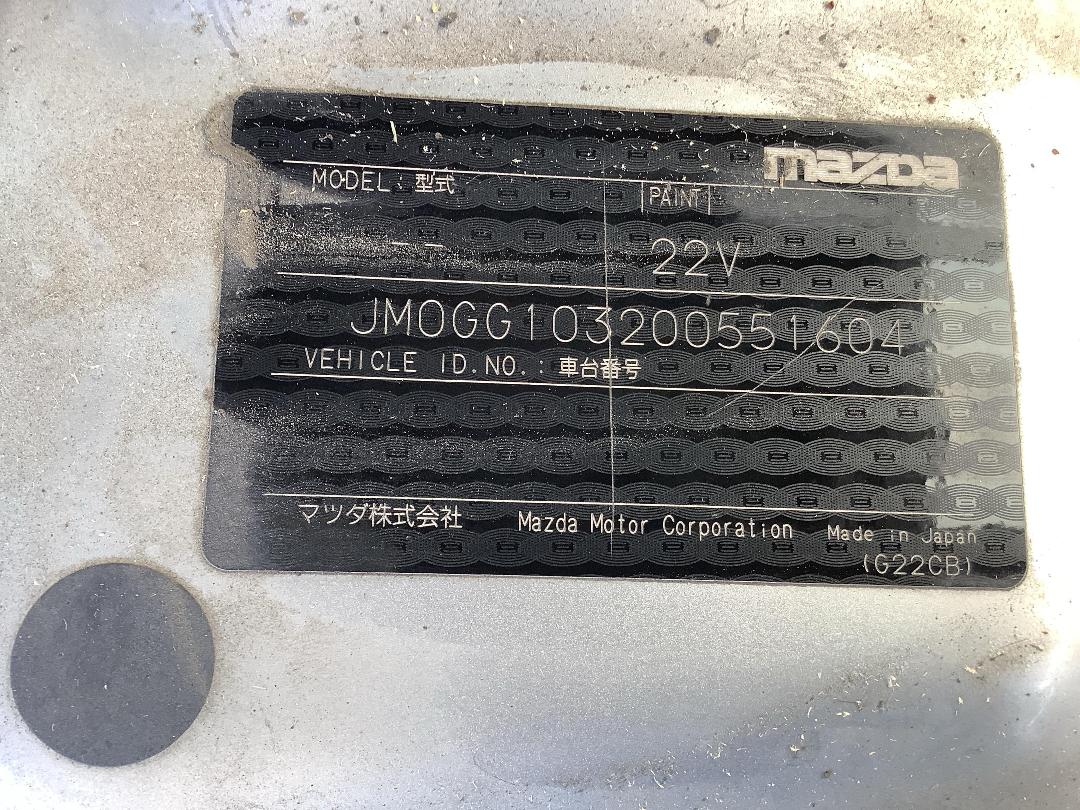 mazda
MODEL : 型式
PAINT
22V
JM0GG103200551604
VEHICLE ID.NO. : 車台番号
マツダ株式会社 Mazda Motor Corporation Made in Japan
(G22CB)